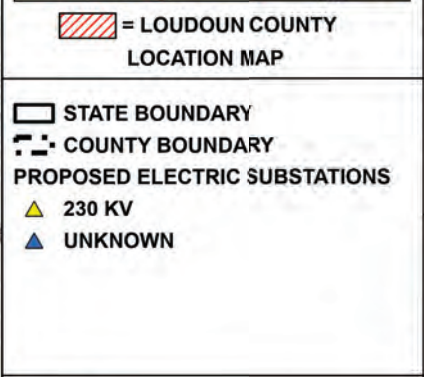 = LOUDOUN COUNTY
LOCATION MAP
STATE BOUNDARY
COUNTY BOUNDARY
PROPOSED ELECTRIC SUBSTATIONS
230 KV
UNKNOWN